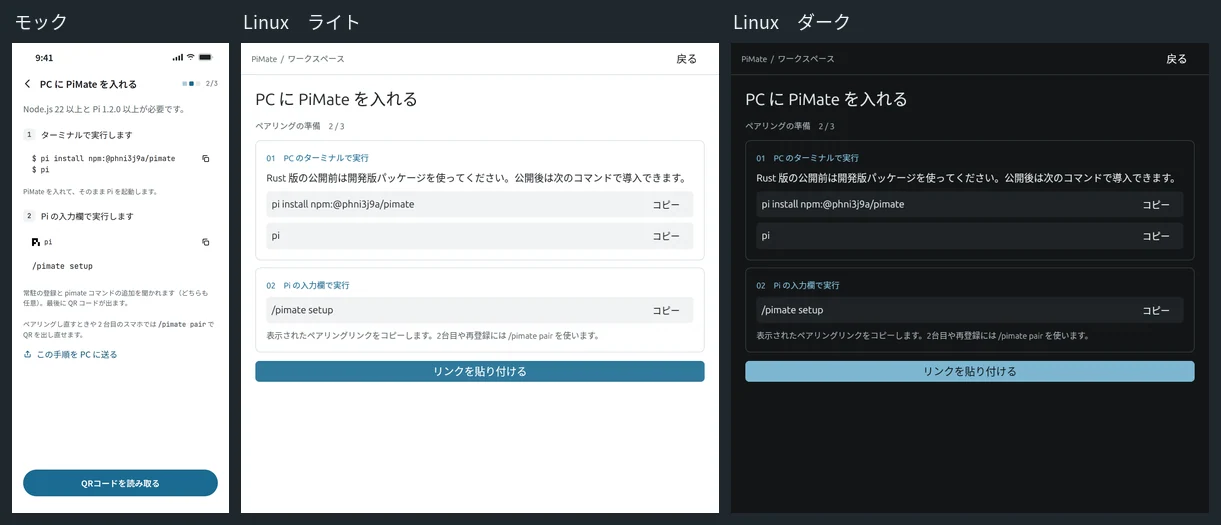 モック
9:41
PC に PiMate を入れる
2/3
Node.js 22 以上と Pi 1.2.0 以上が必要です。
1 ターミナルで実行します
$ pi install npm:@phni3j9a/pimate
$ pi
PiMate を入れて、そのまま Pi を起動します。
2 Pi の入力欄で実行します
pi
/pimate setup
常駐の登録と pimate コマンドの追加を聞かれます（どちらも
任意）。最後に QR コードが出ます。
ペアリングし直すときや 2 台目のスマホでは /pimate pair で
QR を出し直せます。
この手順を PC に送る
QRコードを読み取る
Linux　ライト
PiMate / ワークスペース
戻る
PC に PiMate を入れる
ペアリングの準備　2 / 3
01　PC のターミナルで実行
Rust 版の公開前は開発版パッケージを使ってください。公開後は次のコマンドで導入できます。
pi install npm:@phni3j9a/pimate
コピー
pi
コピー
02　Pi の入力欄で実行
/pimate setup
コピー
表示されたペアリングリンクをコピーします。2台目や再登録には /pimate pair を使います。
リンクを貼り付ける
Linux　ダーク
PiMate / ワークスペース
戻る
PC に PiMate を入れる
ペアリングの準備　2 / 3
01　PC のターミナルで実行
Rust 版の公開前は開発版パッケージを使ってください。公開後は次のコマンドで導入できます。
pi install npm:@phni3j9a/pimate
コピー
pi
コピー
02　Pi の入力欄で実行
/pimate setup
コピー
表示されたペアリングリンクをコピーします。2台目や再登録には /pimate pair を使います。
リンクを貼り付ける